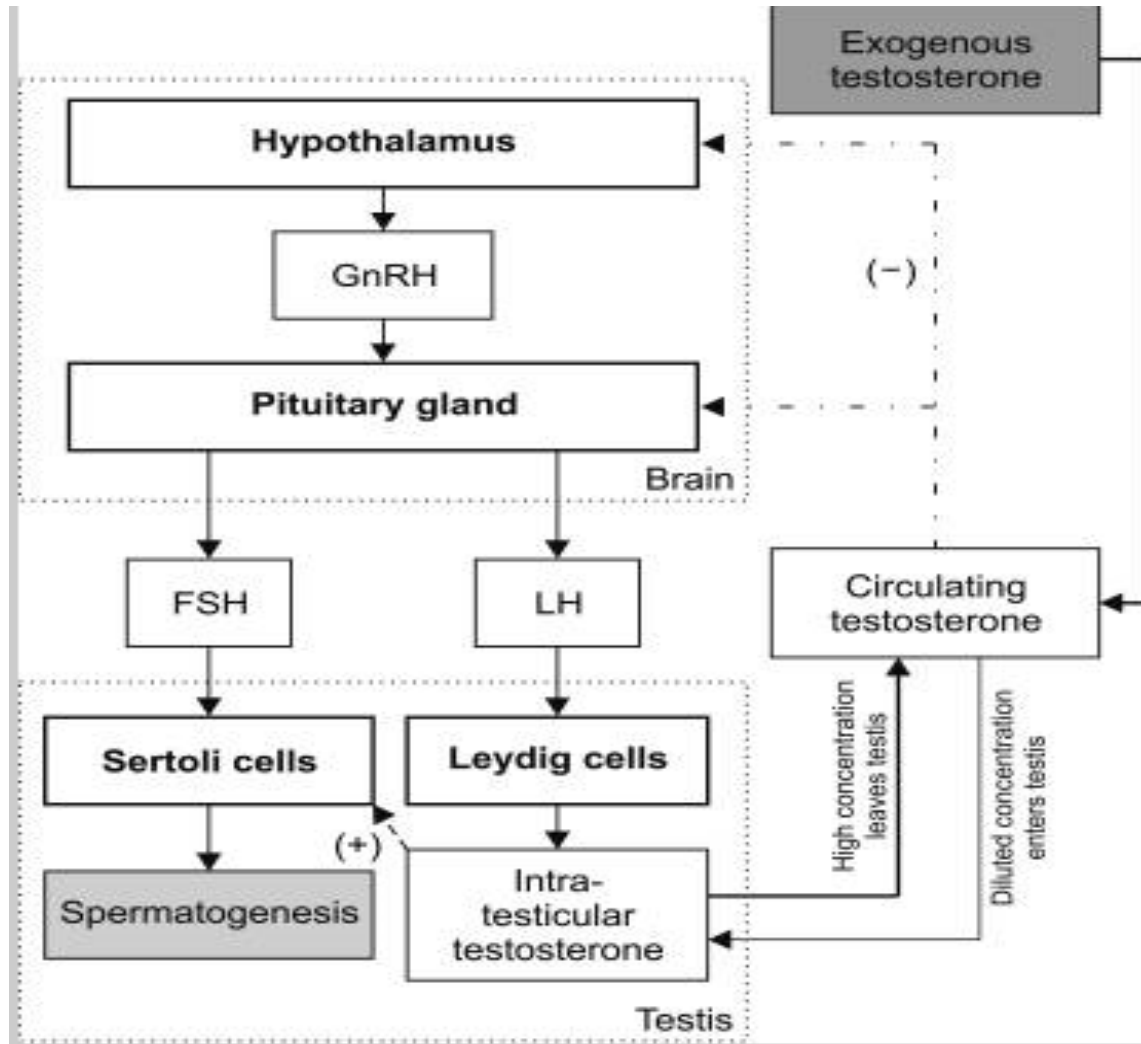 Exogenous
testosterone
Hypothalamus
GnRH
(−)
Pituitary gland
Brain
FSH
LH
Circulating
testosterone
Sertoli cells
Leydig cells
High concentration
leaves testis
Diluted concentration
enters testis
(+)
Spermatogenesis
Intra-
testicular
testosterone
Testis